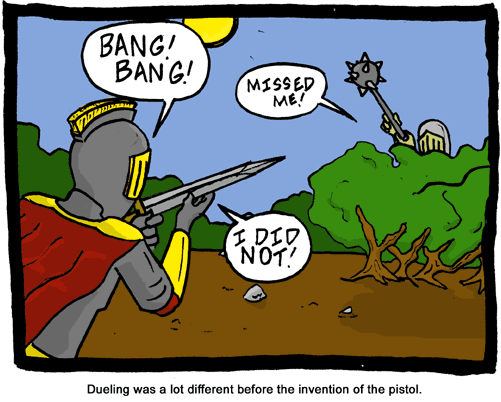 BANG!
BANG!
MISSED
ME!
I DID
NOT!
Dueling was a lot different before the invention of the pistol.